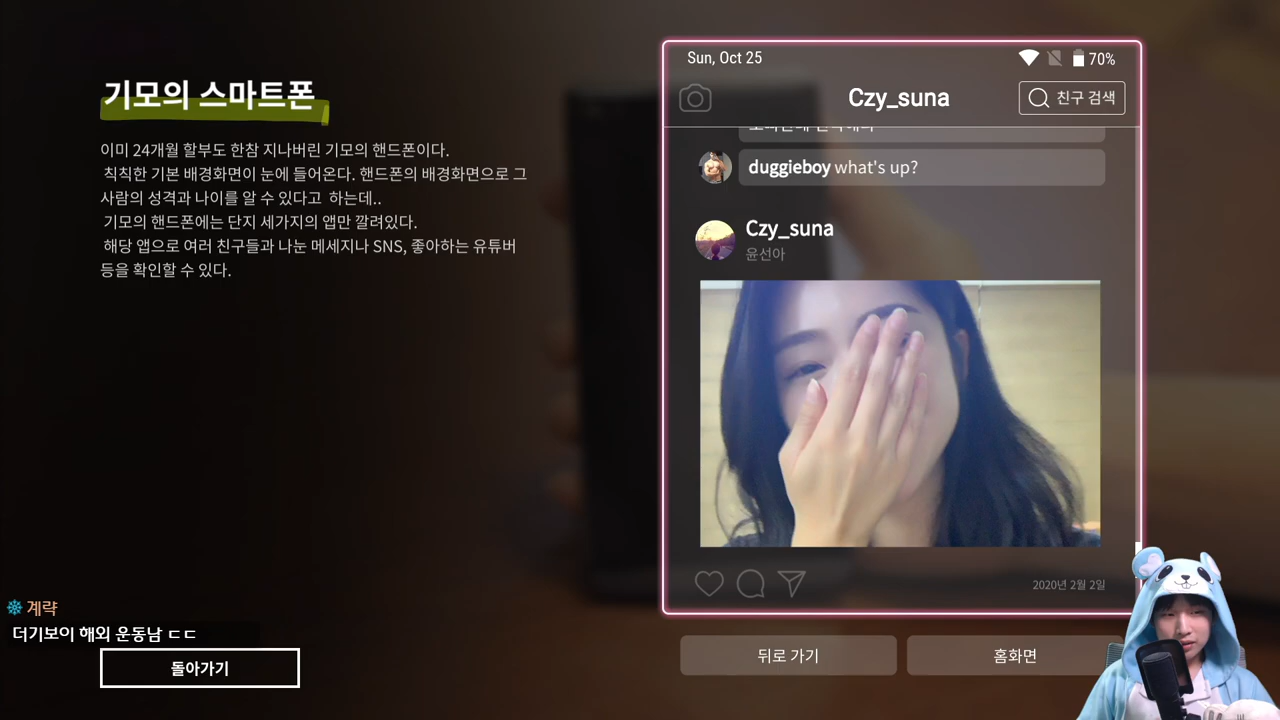 기모의 스마트폰
이미 24개월 할부도 한참 지나버린 기모의 핸드폰이다.
칙칙한 기본 배경화면이 눈에 들어온다. 핸드폰의 배경화면으로 그
사람의 성격과 나이를 알 수 있다고 하는데..
기모의 핸드폰에는 단지 세가지의 앱만 깔려있다.
해당 앱으로 여러 친구들과 나눈 메세지나 SNS, 좋아하는 유튜버
등을 확인할 수 있다.
계략
더기보이 해외 운동남 ㄷㄷ
돌아가기
Sun, Oct 25
70%
Czy_suna
친구 검색
duggieboy what's up?
Czy_suna
윤선아
2020년 2월 2일
뒤로 가기
홈화면